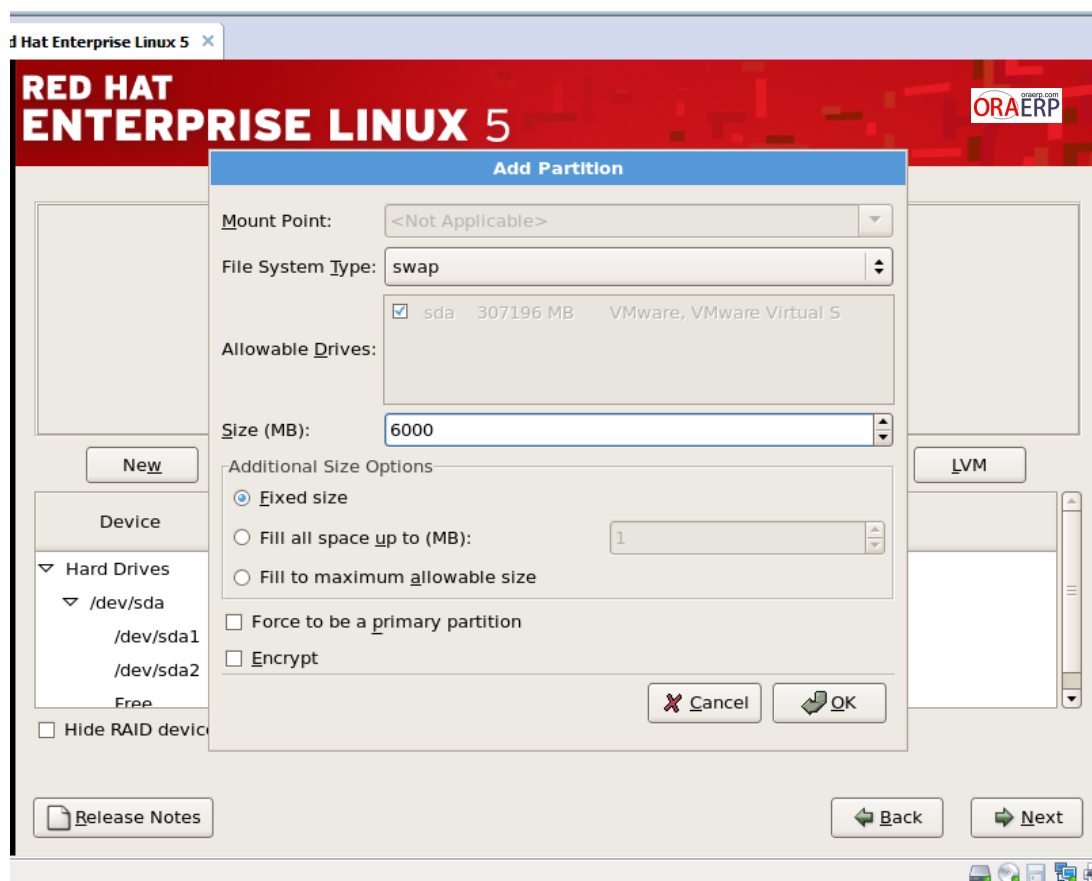 d Hat Enterprise Linux 5
RED HAT
ENTERPRISE LINUX 5
oraerp.com
ORAERP
Add Partition
Mount Point:
<Not Applicable>
File System Type:
swap
sda 307196 MB VMware, VMware Virtual S
Allowable Drives:
Size (MB):
6000
New
LVM
Additional Size Options
Fixed size
Device
Fill all space up to (MB):
1
Hard Drives
Fill to maximum allowable size
/dev/sda
Force to be a primary partition
/dev/sda1
Encrypt
/dev/sda2
Free
Cancel
OK
Hide RAID device
Release Notes
Back
Next